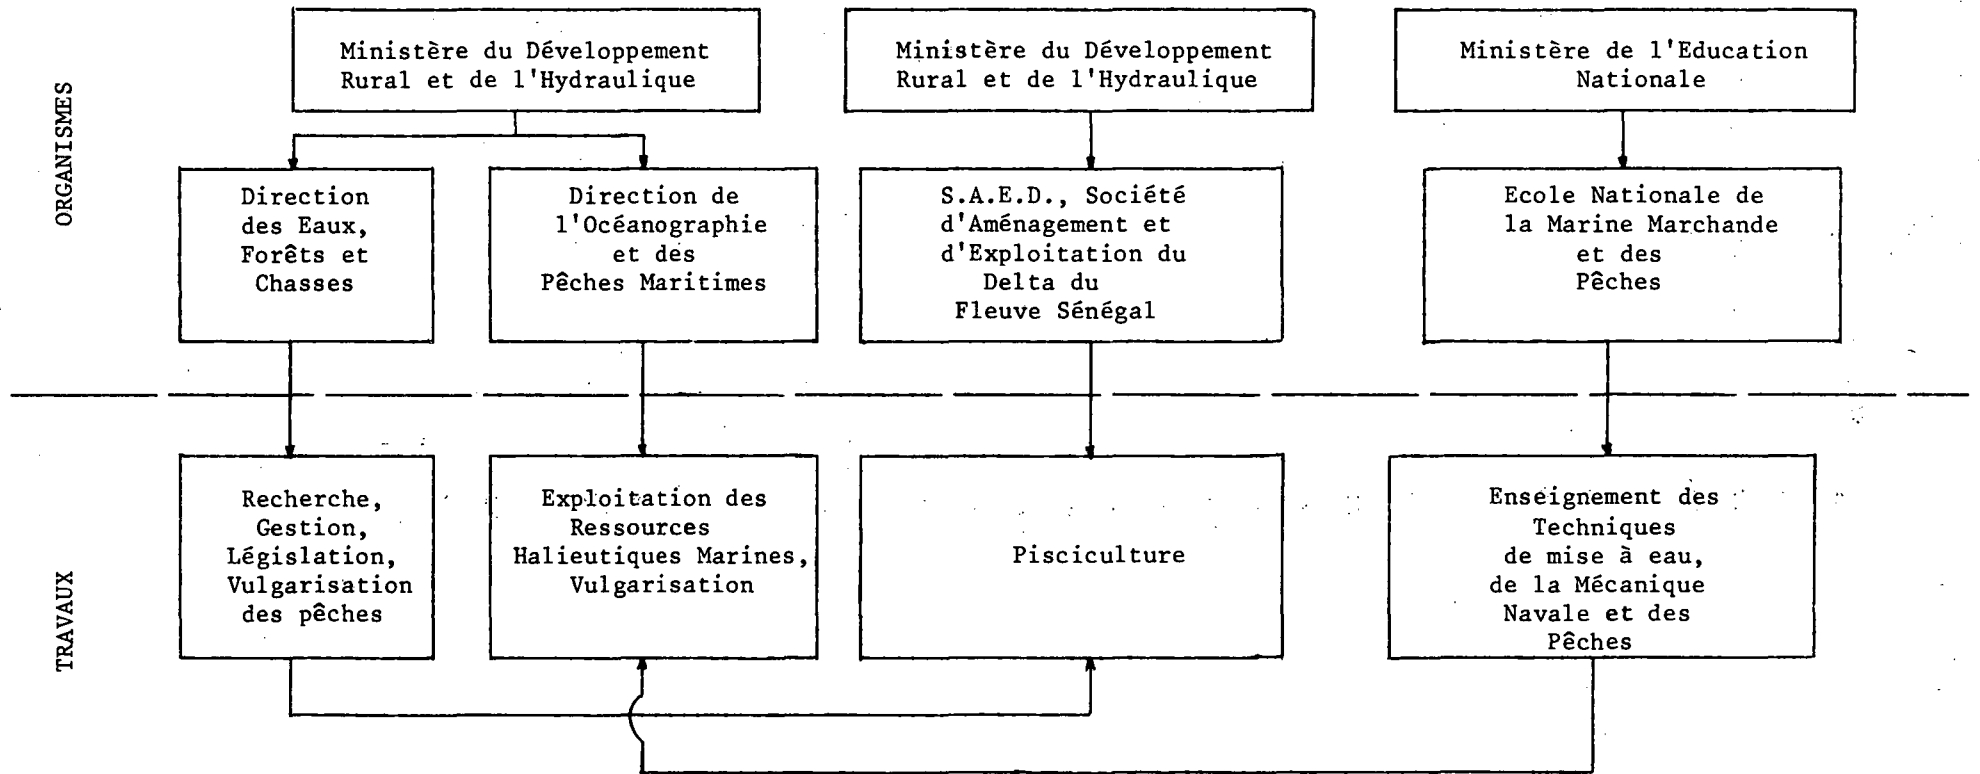 ORGANISMES
Ministère du Développement
Rural et de l'Hydraulique
Ministère du Développement
Rural et de l'Hydraulique
Ministère de l'Education
Nationale
Direction
des Eaux,
Forêts et
Chasses
Direction de
l'Océanographie
et des
Pêches Maritimes
S.A.E.D., Société
d'Aménagement et
d'Exploitation du
Delta du
Fleuve Sénégal
Ecole Nationale de
la Marine Marchande
et des
Pêches
TRAVAUX
Recherche,
Gestion,
Législation,
Vulgarisation
des pêches
Exploitation des
Ressources
Halieutiques Marines,
Vulgarisation
Pisciculture
Enseignement des
Techniques
de mise à eau,
de la Mécanique
Navale et des
Pêches